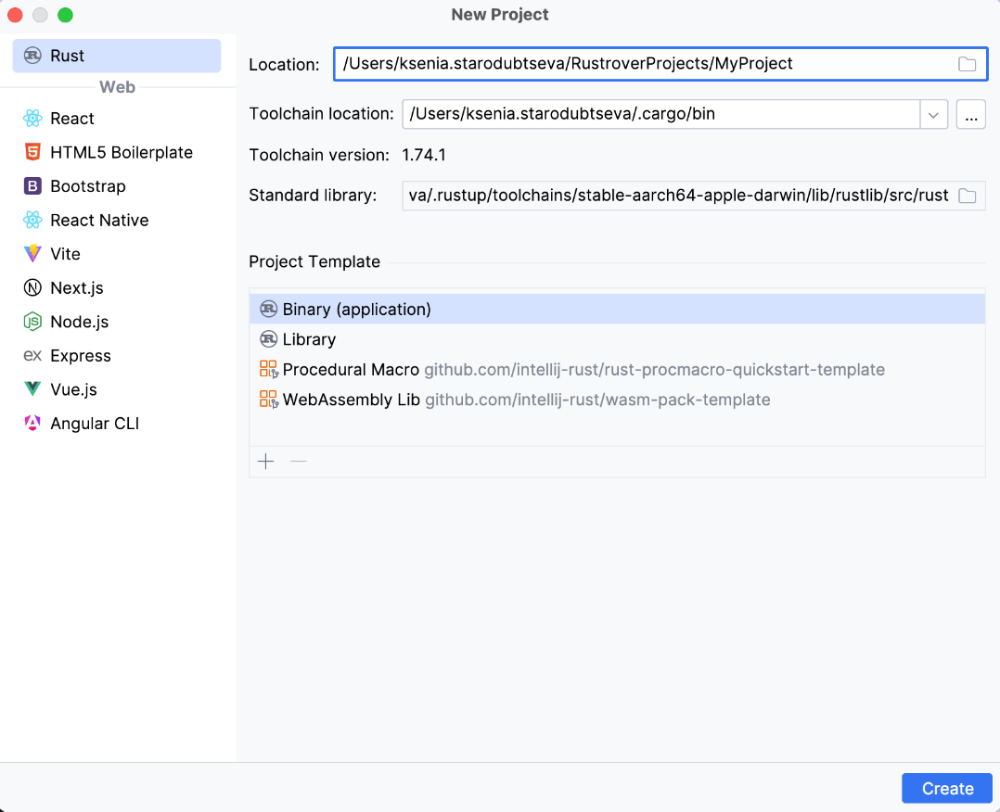 New Project
Rust
Web
React
HTML5 Boilerplate
Bootstrap
React Native
Vite
Next.js
Node.js
ex Express
Vue.js
Angular CLI
Location: /Users/ksenia.starodubtseva/RustroverProjects/MyProject
Toolchain location: /Users/ksenia.starodubtseva/.cargo/bin ...
Toolchain version: 1.74.1
Standard library: va/.rustup/toolchains/stable-aarch64-apple-darwin/lib/rustlib/src/rust
Project Template
Binary (application)
Library
Procedural Macro github.com/intellij-rust/rust-procmacro-quickstart-template
WebAssembly Lib github.com/intellij-rust/wasm-pack-template
Create